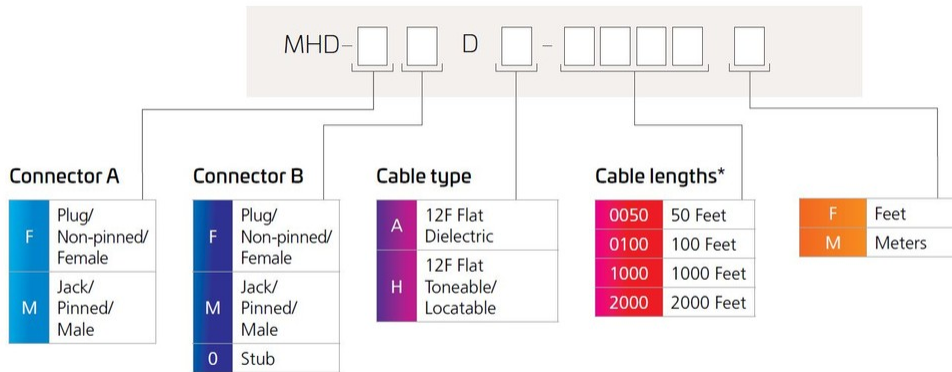 MHD- D -
Connector A
F Plug/
Non-pinned/
Female
M Jack/
Pinned/
Male
Connector B
F Plug/
Non-pinned/
Female
M Jack/
Pinned/
Male
0 Stub
Cable type
A 12F Flat
Dielectric
H 12F Flat
Toneable/
Locatable
Cable lengths*
0050 50 Feet
0100 100 Feet
1000 1000 Feet
2000 2000 Feet
F Feet
M Meters